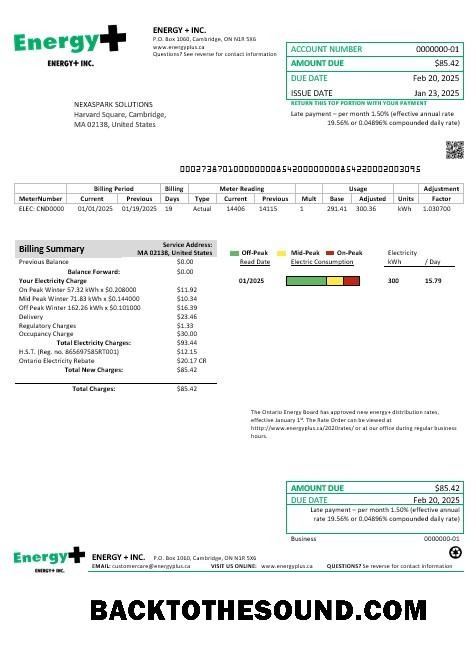 Energy+
ENERGY+ INC.
ENERGY + INC.
P.O. Box 1060, Cambridge, ON N1R 5X6
www.energyplus.ca
Questions? See reverse for contact information
ACCOUNT NUMBER 0000000-01
AMOUNT DUE $85.42
DUE DATE Feb 20, 2025
ISSUE DATE Jan 23, 2025
RETURN THIS TOP PORTION WITH YOUR PAYMENT
Late payment – per month 1.50% (effective annual rate
19.56% or 0.04896% compounded daily rate)
NEXASPARK SOLUTIONS
Harvard Square, Cambridge,
MA 02138, United States
Billing Period Billing Meter Reading Usage Adjustment
MeterNumber Current Previous Days Type Current Previous Mult Base Adjusted Units Factor
ELEC: CND0000 01/01/2025 01/19/2025 19 Actual 14406 14115 1 291.41 300.36 kWh 1.030700
Billing Summary Service Address:
MA 02138, United States
Previous Balance $0.00
Balance Forward: $0.00
Your Electricity Charge
On Peak Winter 57.32 kWh x $0.208000 $11.92
Mid Peak Winter 71.83 kWh x $0.144000 $10.34
Off Peak Winter 162.26 kWh x $0.101000 $16.39
Delivery $23.46
Regulatory Charges $1.33
Occupancy Charge $30.00
Total Electricity Charges: $93.44
H.S.T. (Reg. no. 865697585RT001) $12.15
Ontario Electricity Rebate $20.17 CR
Total New Charges: $85.42
Total Charges: $85.42
Off-Peak Mid-Peak On-Peak Electricity
Read Date Electric Consumption kWh / Day
01/2025 300 15.79
The Ontario Energy Board has approved new energy+ distribution rates,
effective January 1st. The Rate Order can be viewed at
http://www.energyplus.ca/2020rates/ or at our office during regular business
hours.
AMOUNT DUE $85.42
DUE DATE Feb 20, 2025
Late payment – per month 1.50% (effective annual
rate 19.56% or 0.04896% compounded daily rate)
Business 0000000-01
Energy+
ENERGY+ INC.
ENERGY + INC. P.O. Box 1060, Cambridge, ON N1R 5X6
EMAIL: customercare@energyplus.ca VISIT US ONLINE: www.energyplus.ca QUESTIONS? See reverse for contact information
BACKTOTHESOUND.COM